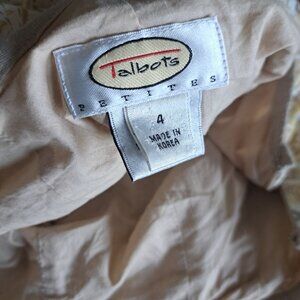 Talbots
PETITES
4
MADE IN
KOREA